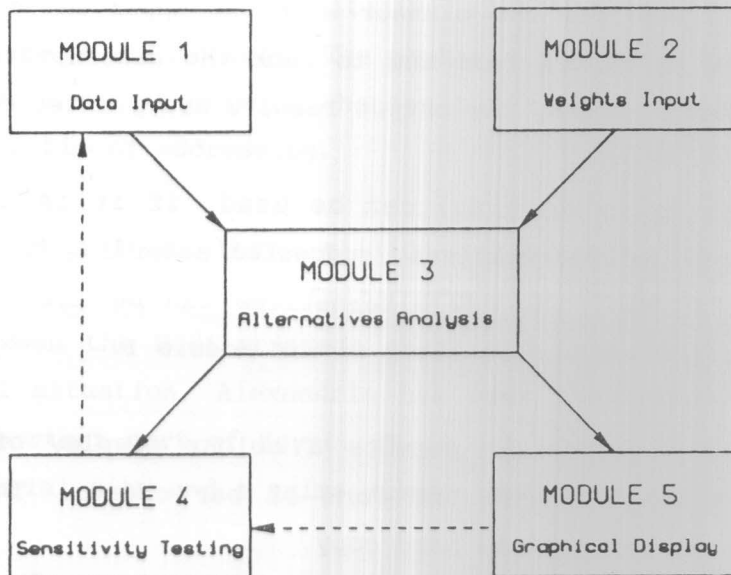 MODULE 1
Data Input
MODULE 2
Weights Input
MODULE 3
Alternatives Analysis
MODULE 4
Sensitivity Testing
MODULE 5
Graphical Display